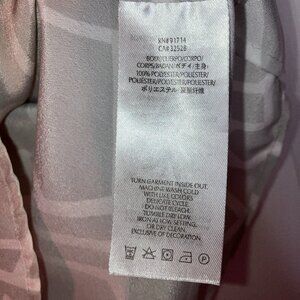 RN#91714
CA#32528
BODY/CUERPO/CORPO/
CORPS/BADAN/ボディ/主身:
100% POLYESTER/POLIESTER/
POLIÉSTER/POLYESTER/POLIESTER/
ポリエステル/聚酯纤维
TURN GARMENT INSIDE OUT.
MACHINE WASH COLD
WITH LIKE COLORS
DELICATE CYCLE.
DO NOT BLEACH.
TUMBLE DRY LOW.
IRON AT LOW SETTING,
OR DRY CLEAN.
EXCLUSIVE OF DECORATION